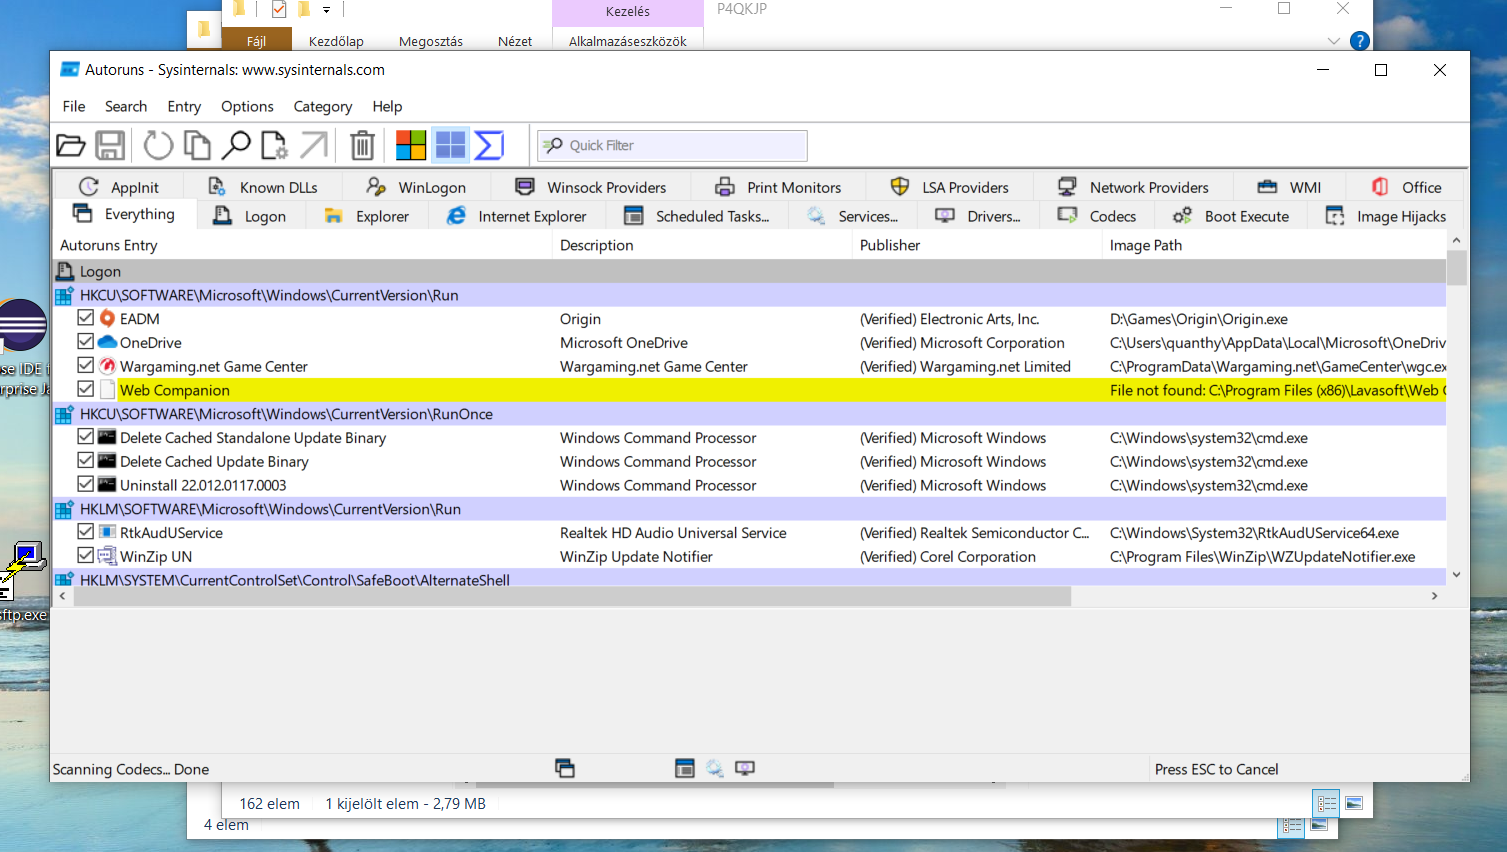 Kezelés
P4QKJP
Fájl
Kezdőlap
Megosztás
Nézet
Alkalmazáseszközök
?
Autoruns - Sysinternals: www.sysinternals.com
File Search Entry Options Category Help
Quick Filter
AppInit Known DLLs WinLogon Winsock Providers Print Monitors LSA Providers Network Providers WMI Office
Everything Logon Explorer Internet Explorer Scheduled Tasks... Services... Drivers... Codecs Boot Execute Image Hijacks
Autoruns Entry Description Publisher Image Path
Logon
HKCU\SOFTWARE\Microsoft\Windows\CurrentVersion\Run
EADM Origin (Verified) Electronic Arts, Inc. D:\Games\Origin\Origin.exe
OneDrive Microsoft OneDrive (Verified) Microsoft Corporation C:\Users\quanthy\AppData\Local\Microsoft\OneDriv
Wargaming.net Game Center Wargaming.net Game Center (Verified) Wargaming.net Limited C:\ProgramData\Wargaming.net\GameCenter\wgc.ex
Web Companion File not found: C:\Program Files (x86)\Lavasoft\Web C
HKCU\SOFTWARE\Microsoft\Windows\CurrentVersion\RunOnce
Delete Cached Standalone Update Binary Windows Command Processor (Verified) Microsoft Windows C:\Windows\system32\cmd.exe
Delete Cached Update Binary Windows Command Processor (Verified) Microsoft Windows C:\Windows\system32\cmd.exe
Uninstall 22.012.0117.0003 Windows Command Processor (Verified) Microsoft Windows C:\Windows\system32\cmd.exe
HKLM\SOFTWARE\Microsoft\Windows\CurrentVersion\Run
RtkAudUService Realtek HD Audio Universal Service (Verified) Realtek Semiconductor C... C:\Windows\System32\RtkAudUService64.exe
WinZip UN WinZip Update Notifier (Verified) Corel Corporation C:\Program Files\WinZip\WZUpdateNotifier.exe
HKLM\SYSTEM\CurrentControlSet\Control\SafeBoot\AlternateShell
Scanning Codecs... Done
Press ESC to Cancel
162 elem 1 kijelölt elem - 2,79 MB
4 elem
se IDE f
rprise Ja
sftp.exe